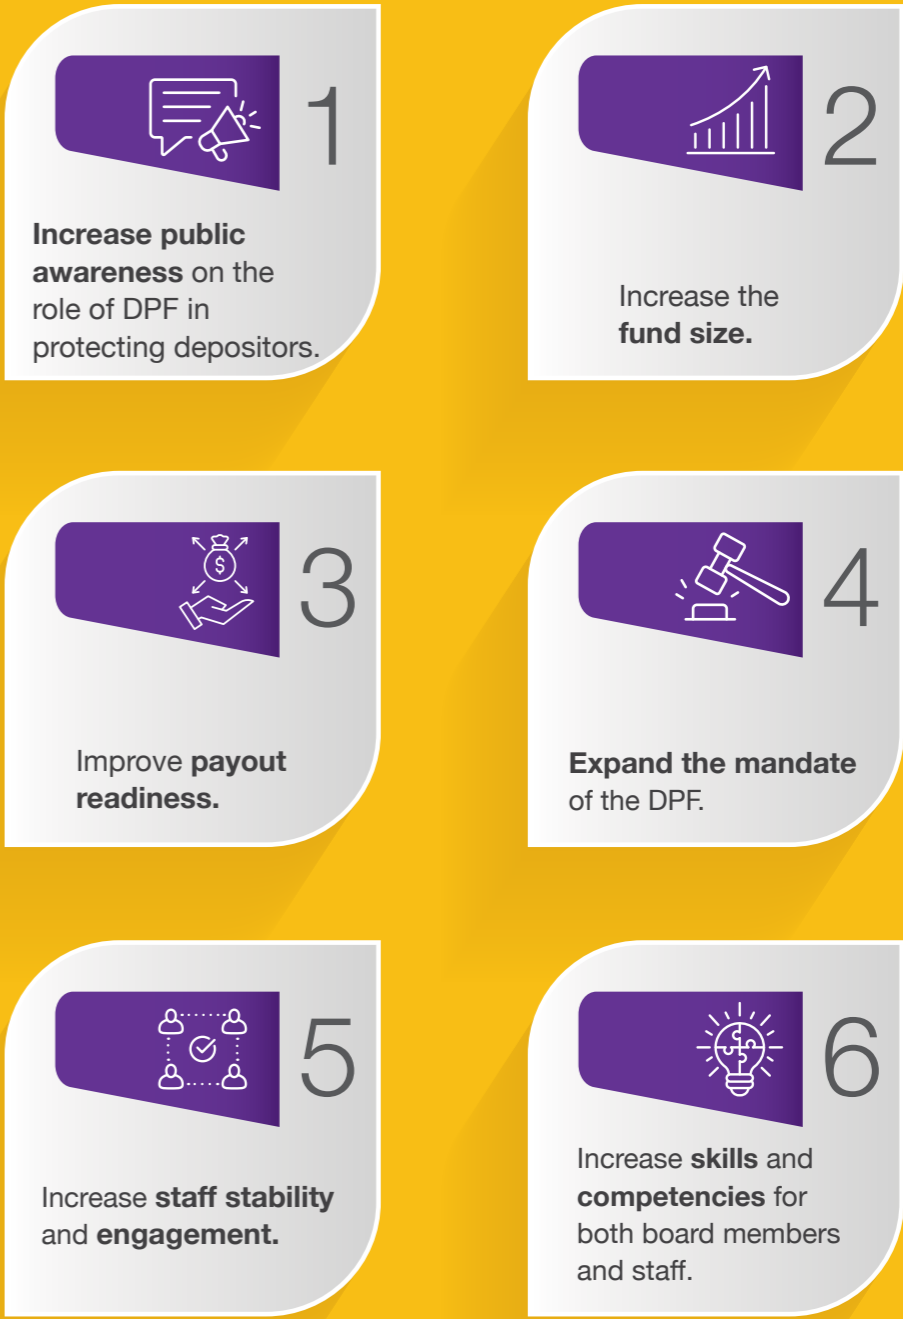 1
Increase public
awareness on the
role of DPF in
protecting depositors.
2
Increase the
fund size.
3
$
Improve payout
readiness.
4
Expand the mandate
of the DPF.
5
Increase staff stability
and engagement.
6
Increase skills and
competencies for
both board members
and staff.